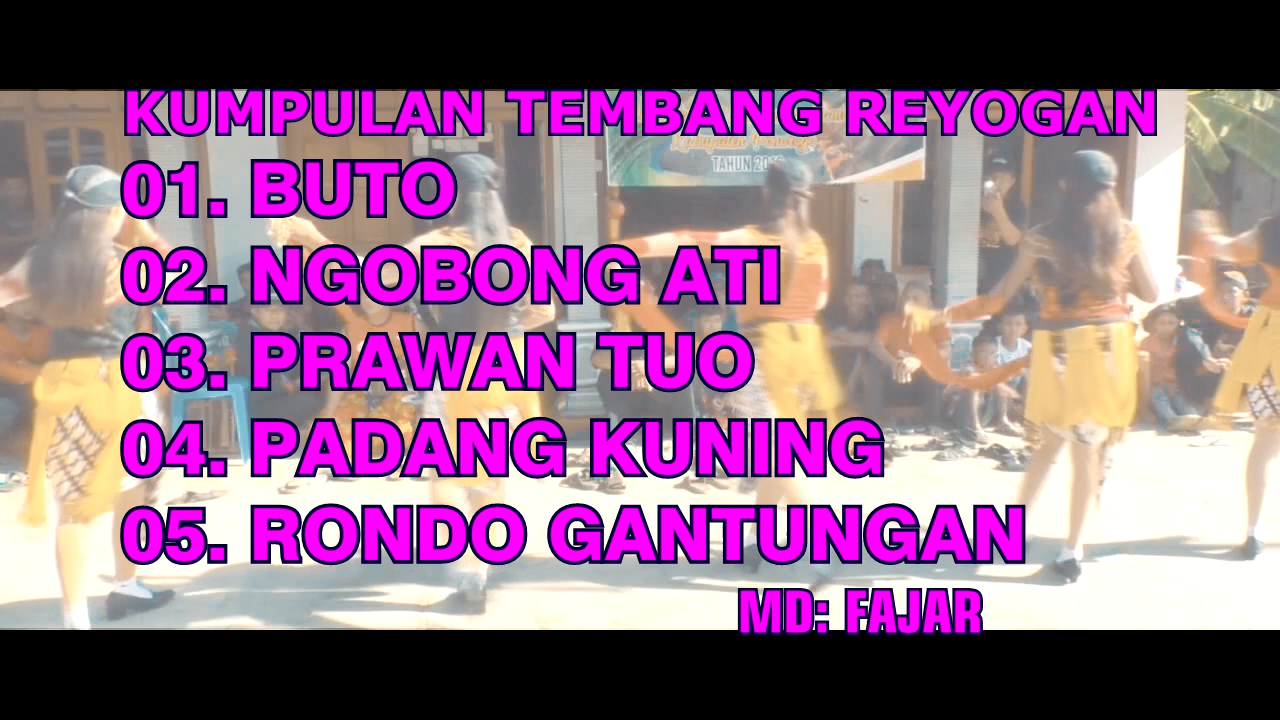 KUMPULAN TEMBANG REYOGAN
TAHUN
01. BUTO
02. NGOBONG ATI
03. PRAWAN TUO
04. PADANG KUNING
05. RONDO GANTUNGAN
MD: FAJAR